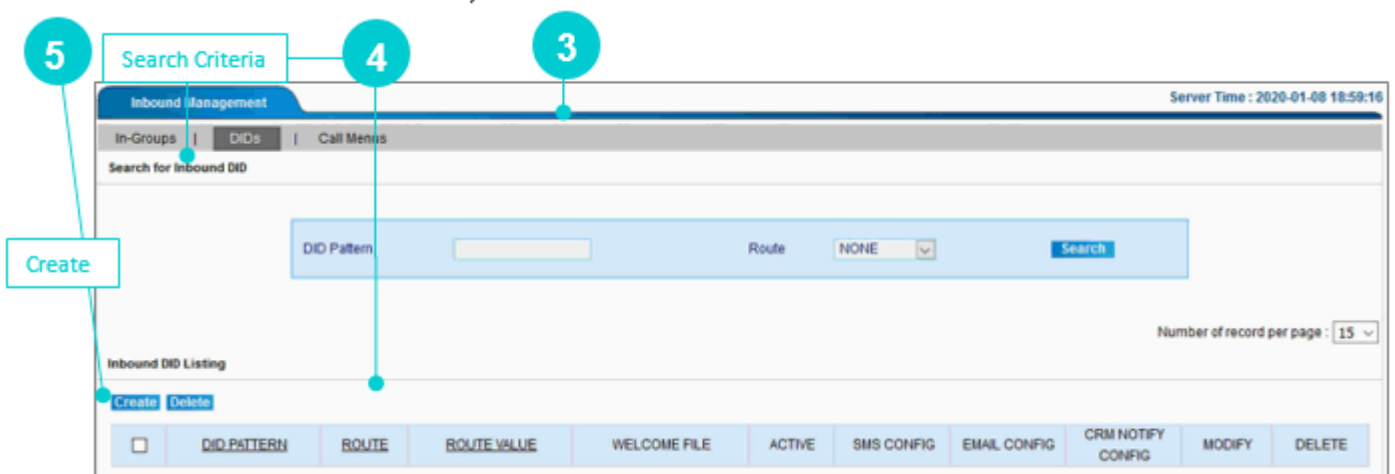 5
Search Criteria
4
3
Inbound Management
Server Time : 2020-01-08 18:59:16
In-Groups | DIDs | Call Menus
Search for Inbound DID
DID Pattern Route NONE Search
Create
Number of record per page : 15
Inbound DID Listing
Create Delete
DID PATTERN ROUTE ROUTE VALUE WELCOME FILE ACTIVE SMS CONFIG EMAIL CONFIG CRM NOTIFY CONFIG MODIFY DELETE